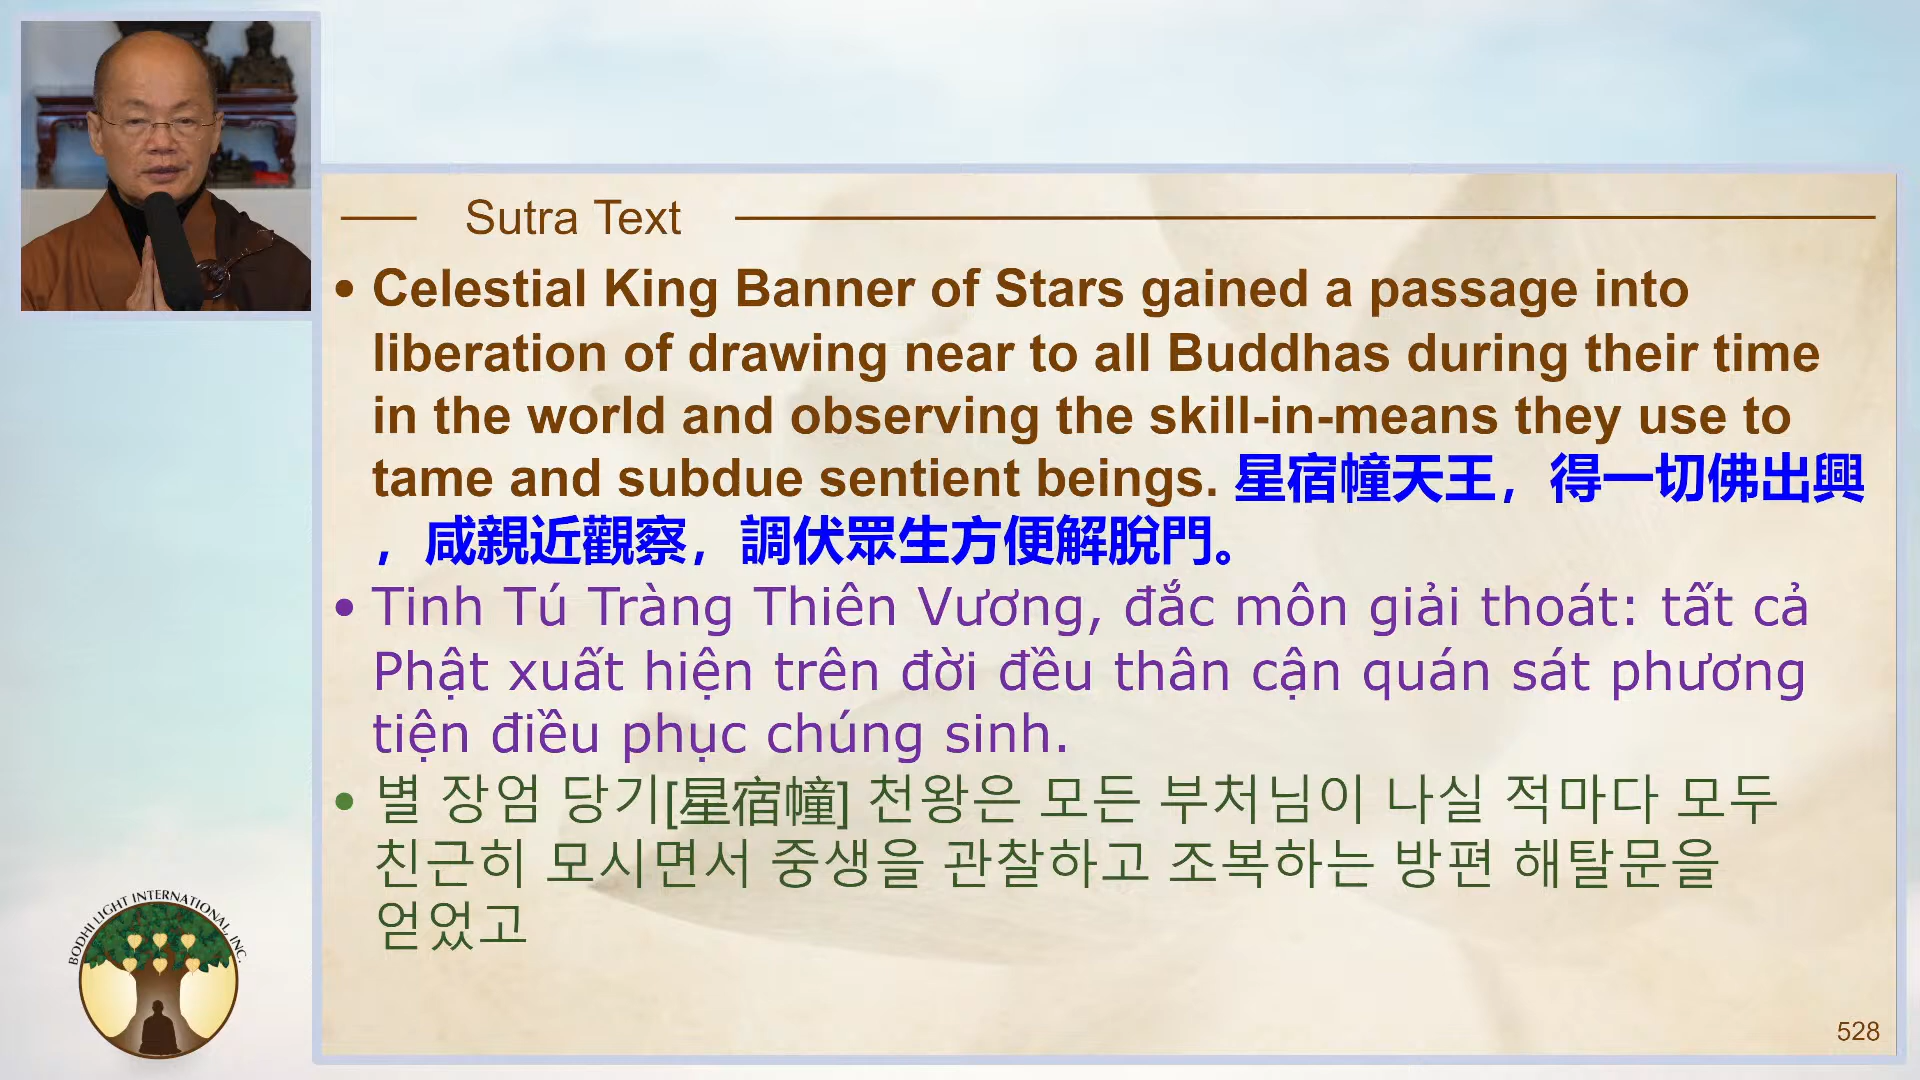 Sutra Text
• Celestial King Banner of Stars gained a passage into
liberation of drawing near to all Buddhas during their time
in the world and observing the skill-in-means they use to
tame and subdue sentient beings. 星宿幢天王，得一切佛出興
，咸親近觀察，調伏眾生方便解脫門。
• Tinh Tú Tràng Thiên Vương, đắc môn giải thoát: tất cả
Phật xuất hiện trên đời đều thân cận quán sát phương
tiện điều phục chúng sinh.
• 별 장엄 당기[星宿幢] 천왕은 모든 부처님이 나실 적마다 모두
친근히 모시면서 중생을 관찰하고 조복하는 방편 해탈문을
얻었고
BODHI LIGHT INTERNATIONAL, INC.
528